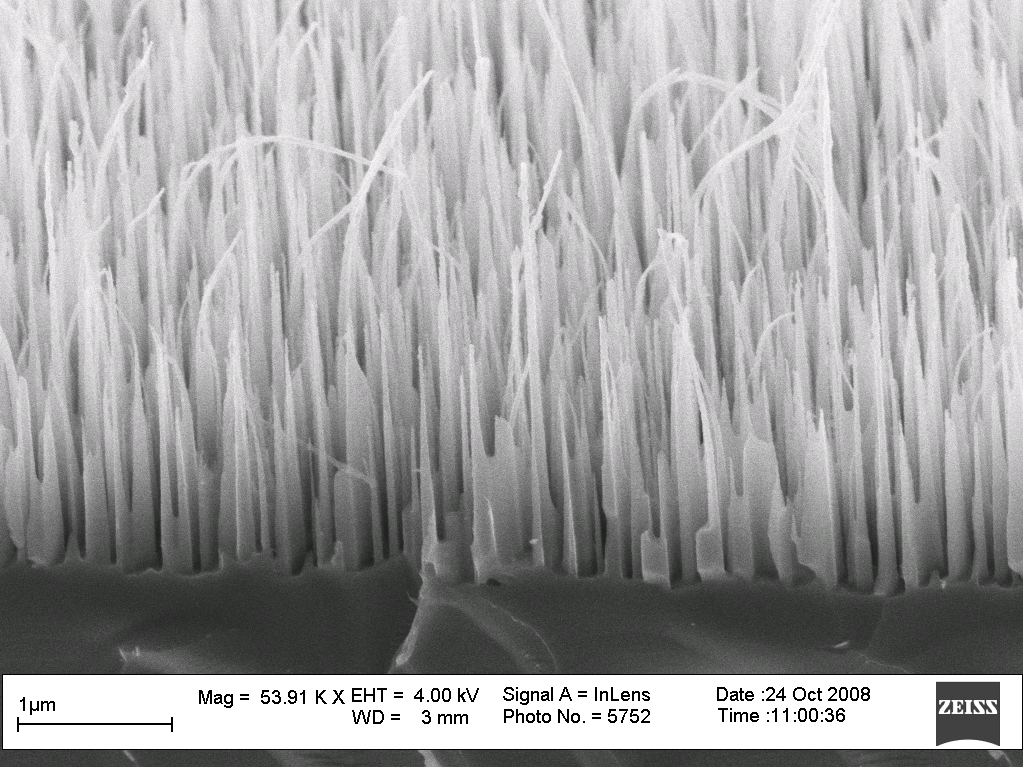 1µm
Mag = 53.91 K X EHT = 4.00 kV Signal A = InLens Date :24 Oct 2008
WD = 3 mm Photo No. = 5752 Time :11:00:36
ZEISS